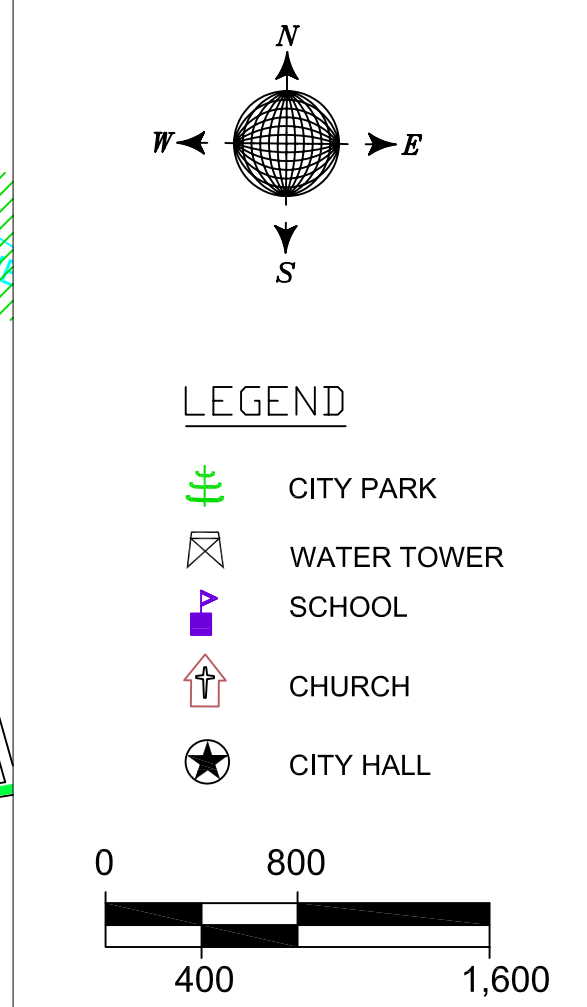 N
W E
S
LEGEND
CITY PARK
WATER TOWER
SCHOOL
CHURCH
CITY HALL
0 800
400 1,600